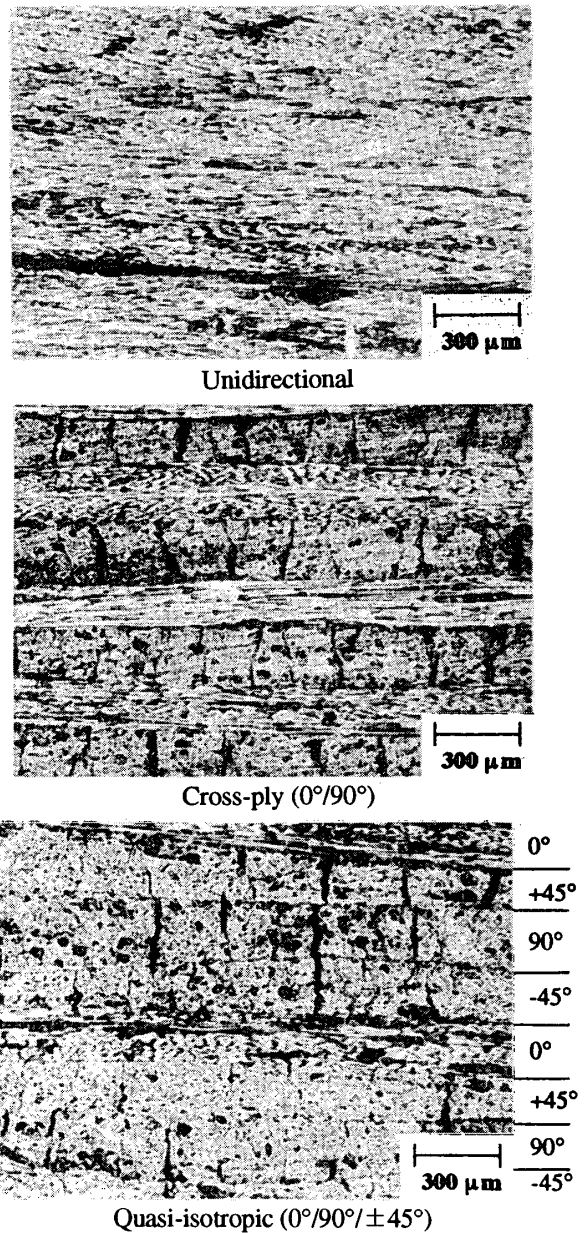 300 μm
Unidirectional
300 μm
Cross-ply (0°/90°)
0°
+45°
90°
-45°
0°
+45°
90°
300 μm
-45°
Quasi-isotropic (0°/90°/±45°)